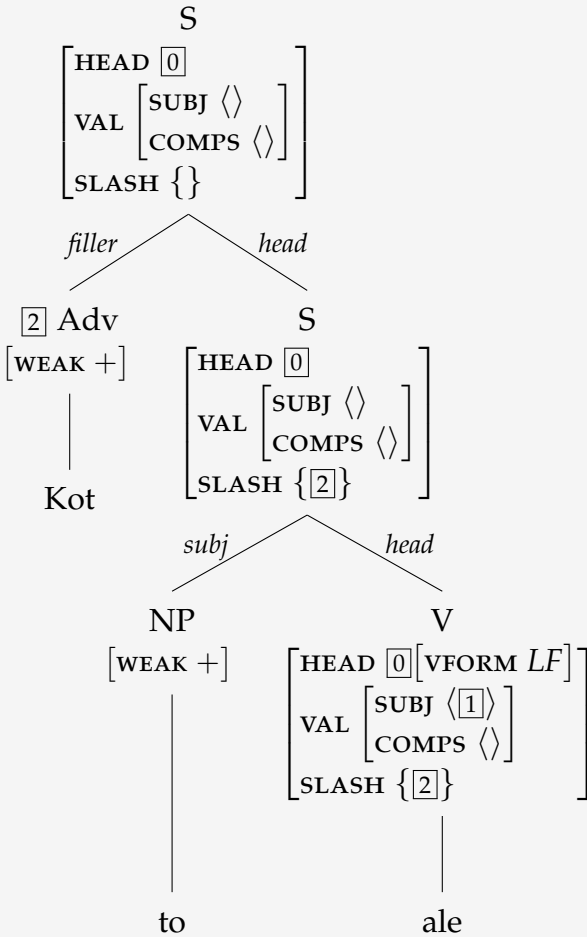 S
HEAD 0
VAL [SUBJ ⟨⟩
COMPS ⟨⟩]
SLASH {}
filler head
2 Adv S
[WEAK +]
HEAD 0
VAL [SUBJ ⟨⟩
COMPS ⟨⟩]
SLASH {2}
Kot
subj head
NP V
[WEAK +]
HEAD 0[VFORM LF]
VAL [SUBJ ⟨1⟩
COMPS ⟨⟩]
SLASH {2}
to ale